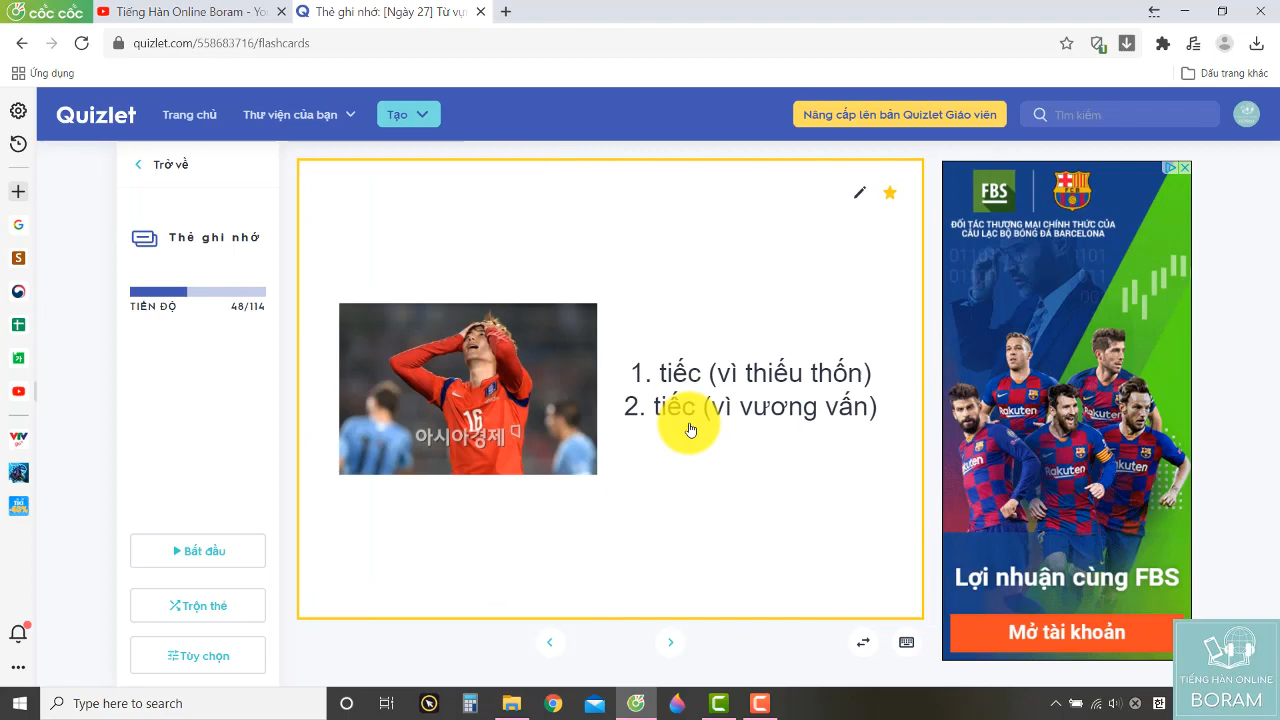 cốc cốc
Tiếng Hàn Online Boram - Yo
Thẻ ghi nhớ: [Ngày 27] Từ vự
quizlet.com/558683716/flashcards
Ứng dụng
Dấu trang khác
Quizlet
Trang chủ
Thư viện của bạn
Tạo
Nâng cấp lên bản Quizlet Giáo viên
Tìm kiếm
Trở về
Thẻ ghi nhớ
TIẾN ĐỘ
48/114
Bắt đầu
Trộn thẻ
Tùy chọn
16
아시아경제
1. tiếc (vì thiếu thốn)
2. tiếc (vì vương vấn)
FBS
ĐỐI TÁC THƯƠNG MẠI CHÍNH THỨC CỦA
CÂU LẠC BỘ BÓNG ĐÁ BARCELONA
Rakuten
Rakuten
Rakuten
Rakuten
Rakuten
Lợi nhuận cùng FBS
Mở tài khoản
TIẾNG HÀN ONLINE
BORAM
Type here to search